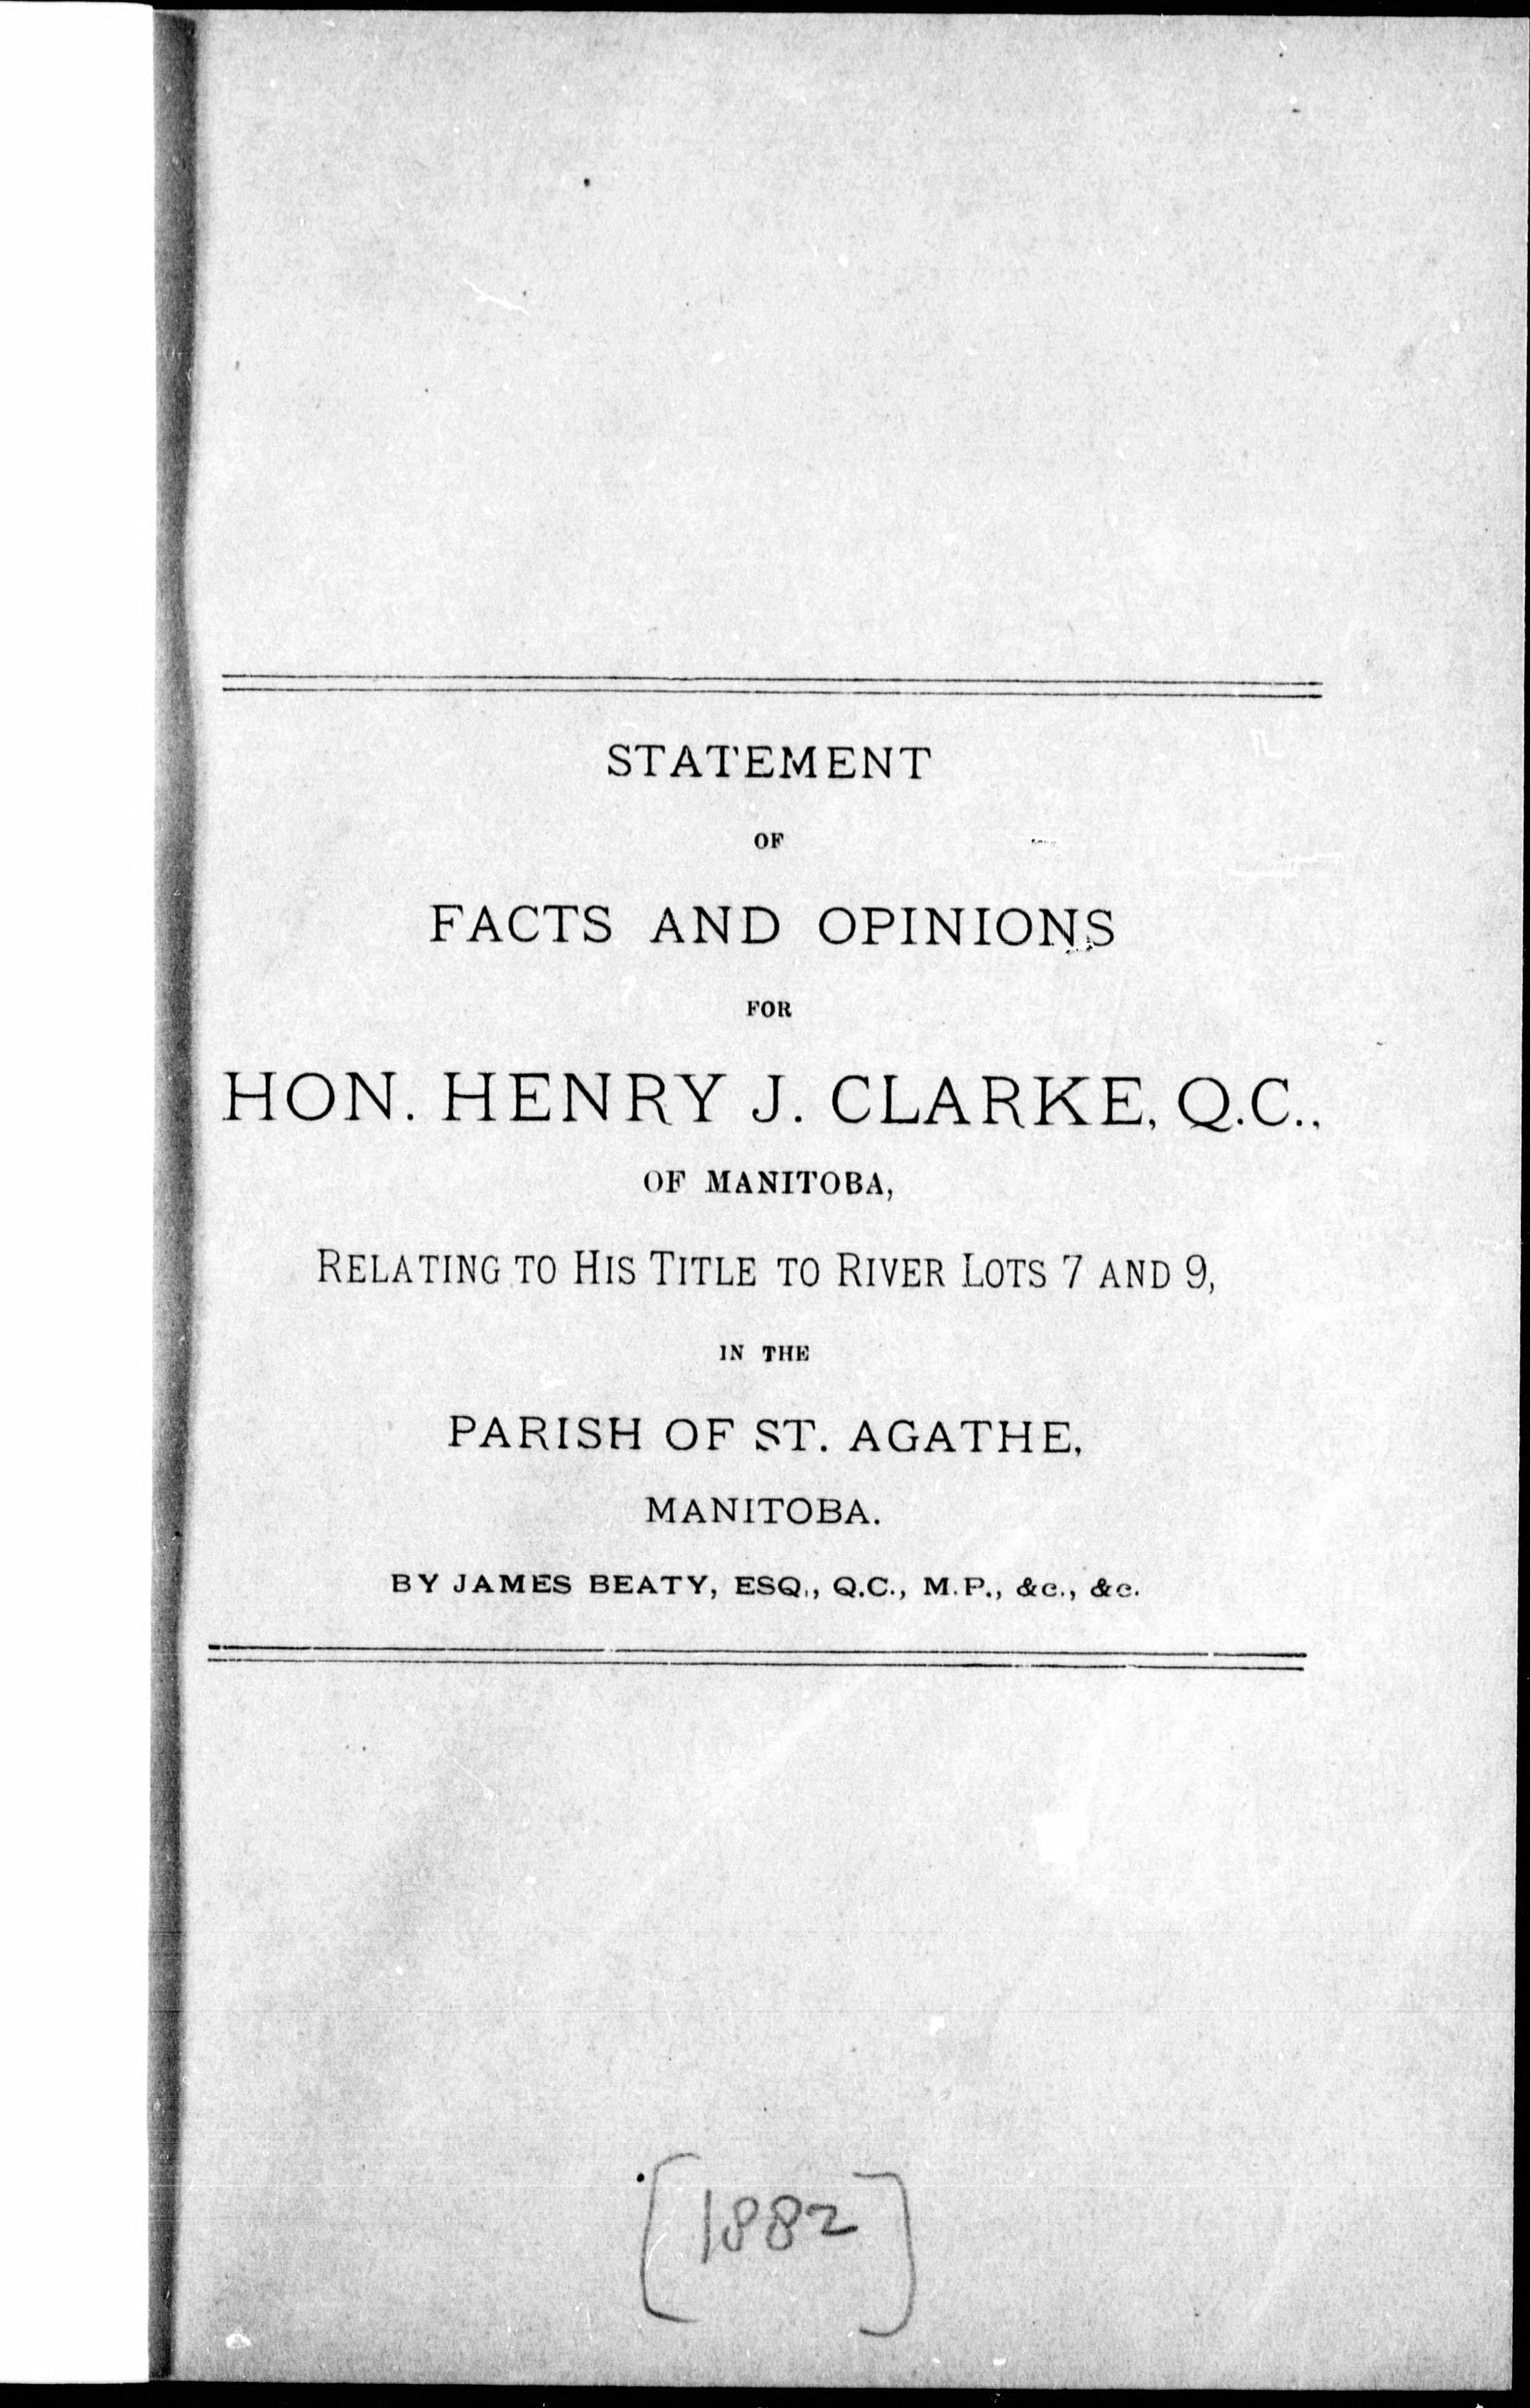 STATEMENT
OF
FACTS AND OPINIONS
FOR
HON. HENRY J. CLARKE, Q.C.,
OF MANITOBA,
RELATING TO HIS TITLE TO RIVER LOTS 7 AND 9,
IN THE
PARISH OF ST. AGATHE,
MANITOBA.
BY JAMES BEATY, ESQ., Q.C., M.P., &c., &c.
[1882]